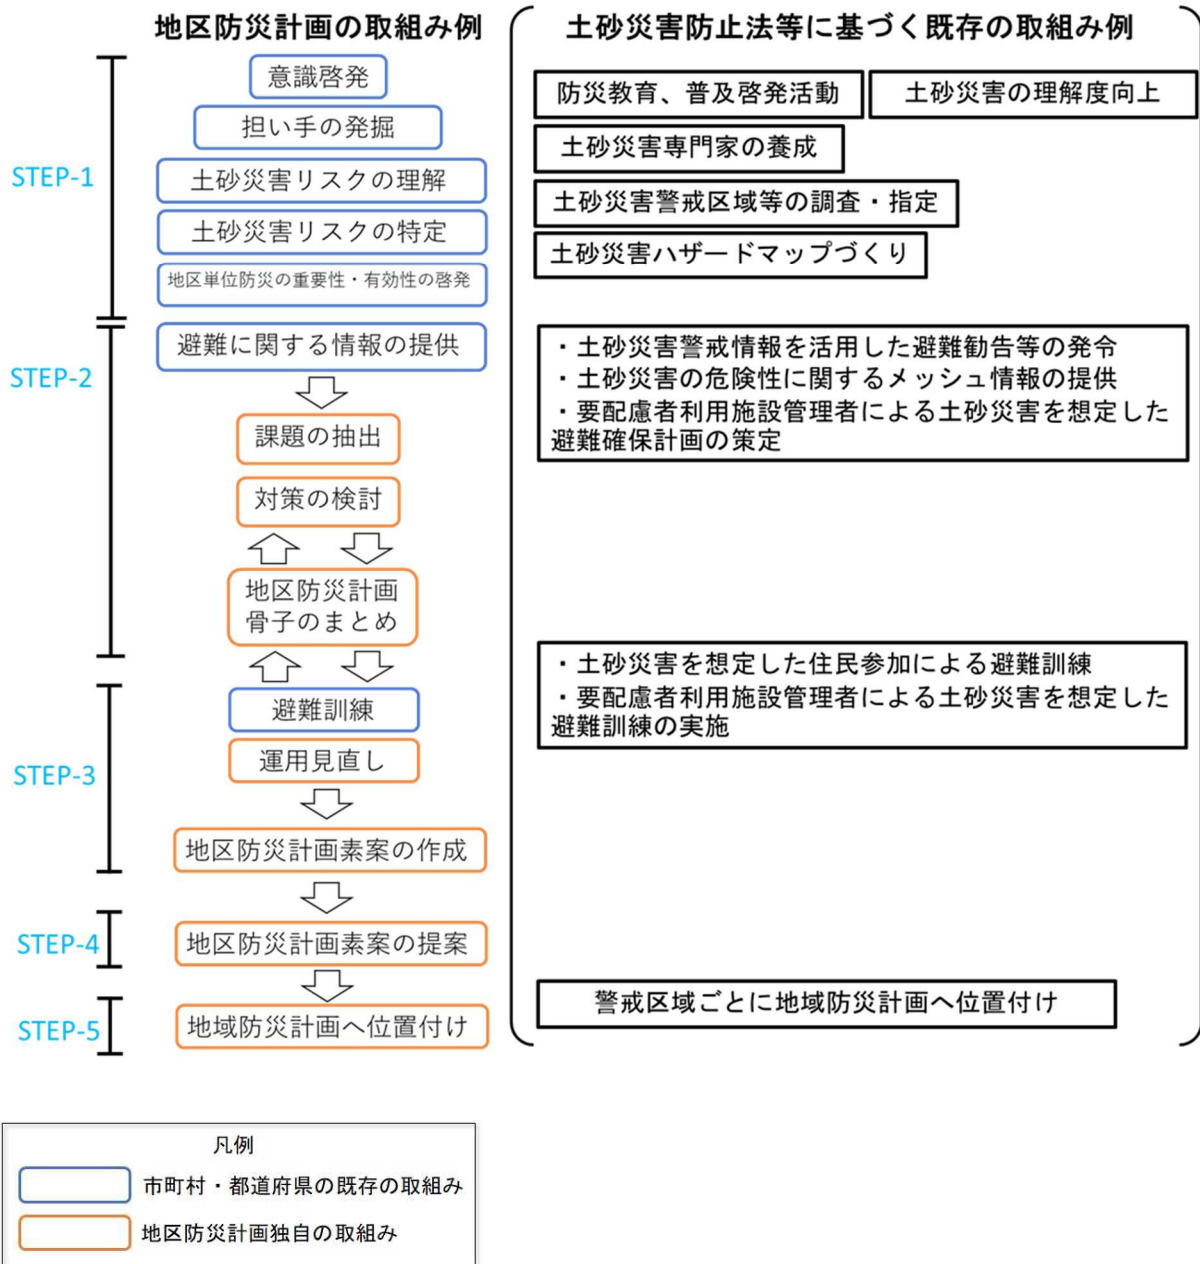 地区防災計画の取組み例
土砂災害防止法等に基づく既存の取組み例
STEP-1
意識啓発
担い手の発掘
土砂災害リスクの理解
土砂災害リスクの特定
地区単位防災の重要性・有効性の啓発
防災教育、普及啓発活動
土砂災害の理解度向上
土砂災害専門家の養成
土砂災害警戒区域等の調査・指定
土砂災害ハザードマップづくり
STEP-2
避難に関する情報の提供
課題の抽出
対策の検討
地区防災計画
骨子のまとめ
・土砂災害警戒情報を活用した避難勧告等の発令
・土砂災害の危険性に関するメッシュ情報の提供
・要配慮者利用施設管理者による土砂災害を想定した
避難確保計画の策定
STEP-3
避難訓練
運用見直し
地区防災計画素案の作成
・土砂災害を想定した住民参加による避難訓練
・要配慮者利用施設管理者による土砂災害を想定した
避難訓練の実施
STEP-4
地区防災計画素案の提案
STEP-5
地域防災計画へ位置付け
警戒区域ごとに地域防災計画へ位置付け
凡例
市町村・都道府県の既存の取組み
地区防災計画独自の取組み